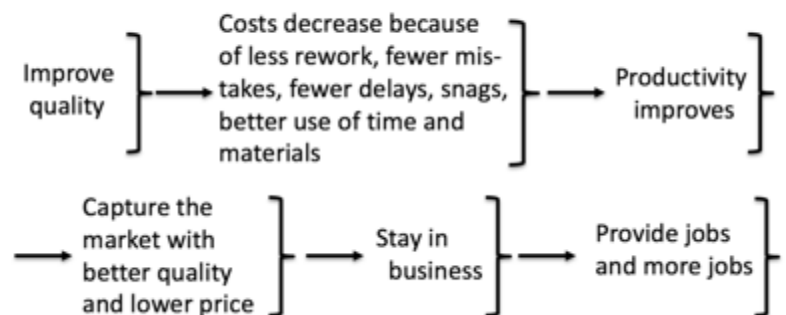 Improve
quality
Costs decrease because
of less rework, fewer mis-
takes, fewer delays, snags,
better use of time and
materials
Productivity
improves
Capture the
market with
better quality
and lower price
Stay in
business
Provide jobs
and more jobs